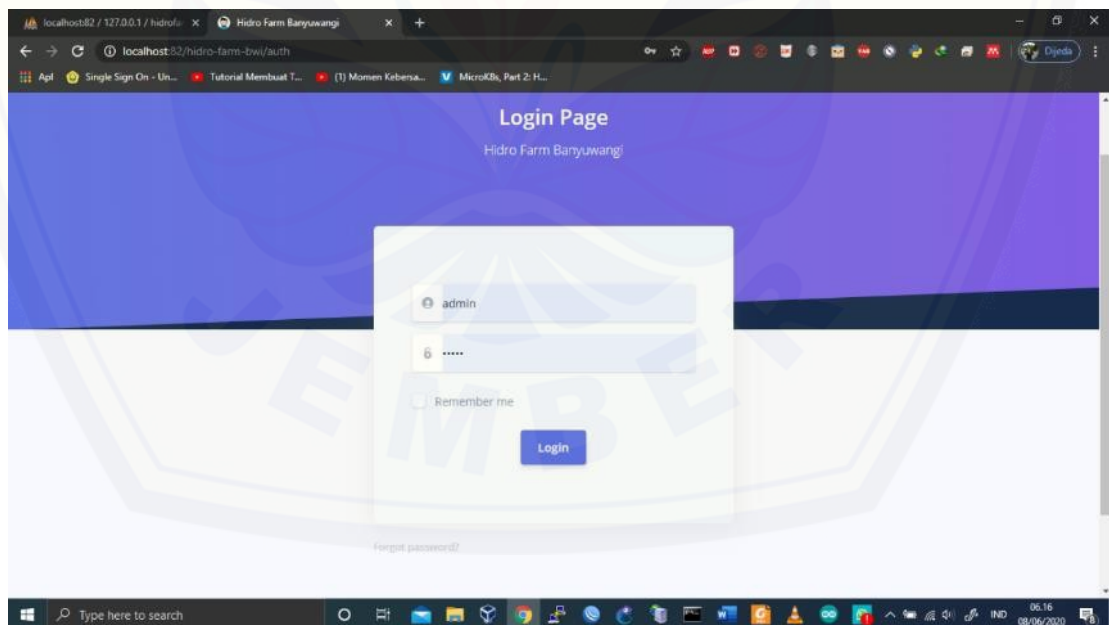 localhost:82 / 127.0.0.1 / hidrofa
Hidro Farm Banyuwangi
localhost:82/hidro-farm-bwi/auth
Dijeda
Apl
Single Sign On - Un...
Tutorial Membuat T...
(1) Momen Kebersa...
MicroK8s, Part 2: H...
Login Page
Hidro Farm Banyuwangi
admin
•••••
Remember me
Login
Forgot password?
JEMBER
Type here to search
IND
06.16
08/06/2020